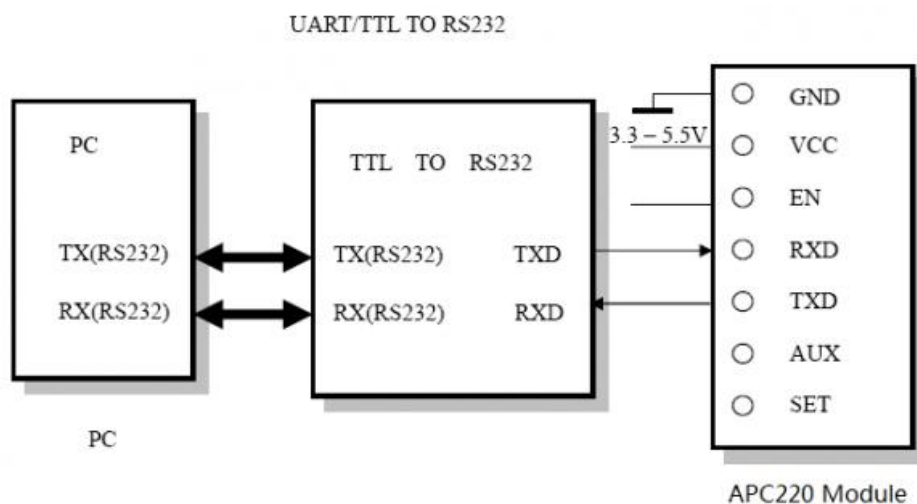 UART/TTL TO RS232
PC
TX(RS232)
RX(RS232)
PC
TTL TO RS232
TX(RS232) TXD
RX(RS232) RXD
3.3 – 5.5V
GND
VCC
EN
RXD
TXD
AUX
SET
APC220 Module